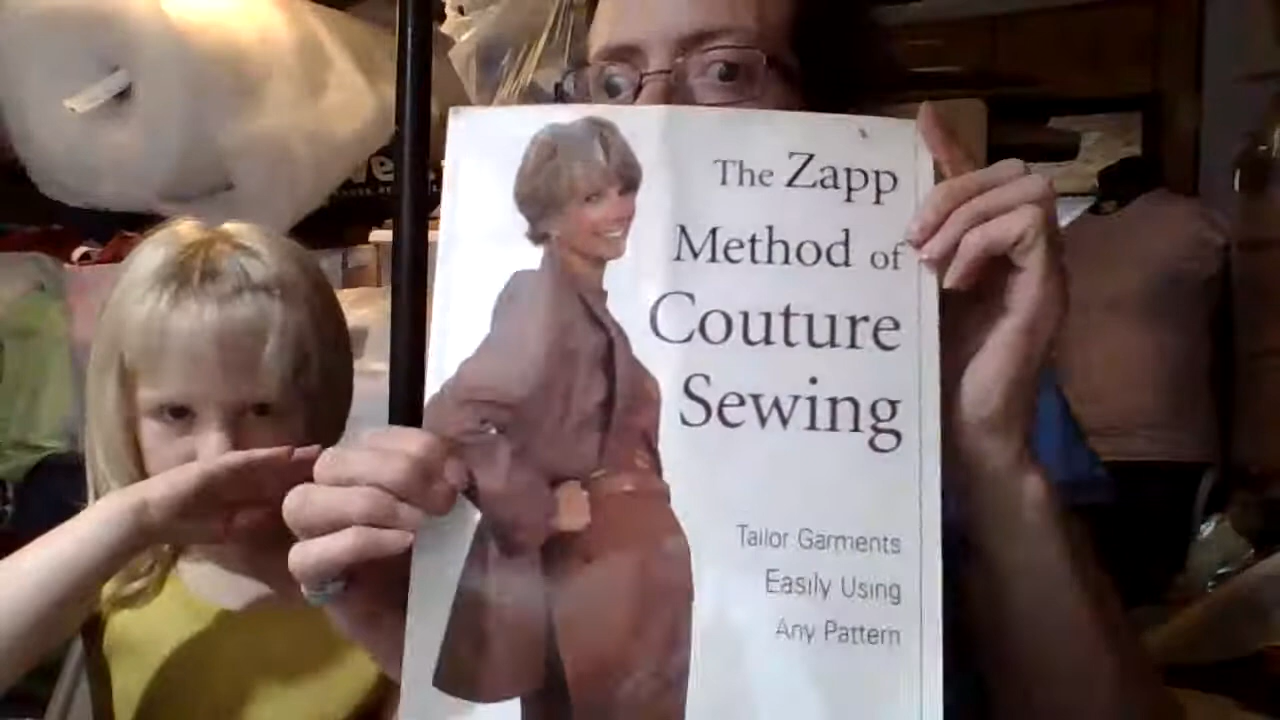 The Zapp
Method of
Couture
Sewing
Tailor Garments
Easily Using
Any Pattern